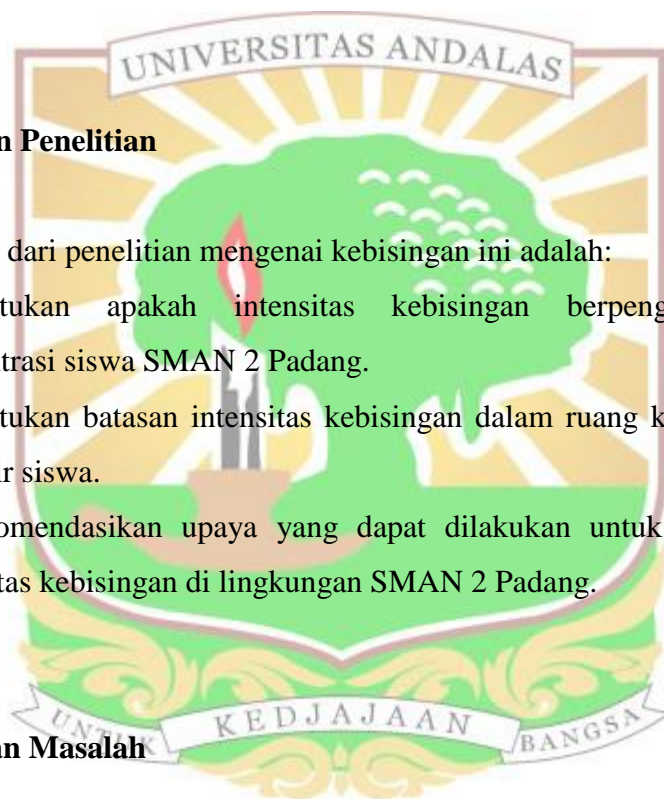 UNIVERSITAS ANDALAS
n Penelitian
dari penelitian mengenai kebisingan ini adalah:
tukan apakah intensitas kebisingan berpeng
trasi siswa SMAN 2 Padang.
tukan batasan intensitas kebisingan dalam ruang k
r siswa.
omendasikan upaya yang dapat dilakukan untuk
tas kebisingan di lingkungan SMAN 2 Padang.
UNTUK KEDJAJAAN BANGSA
an Masalah